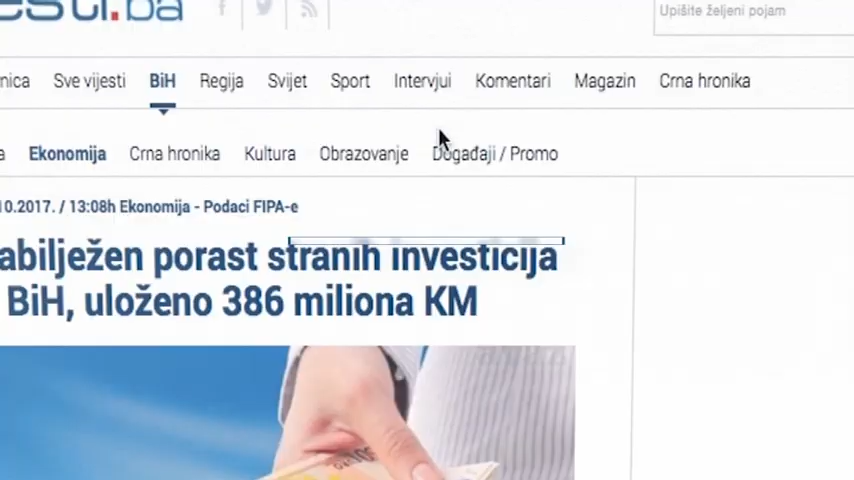 esti.ba
Upišite željeni pojam
nica Sve vijesti BiH Regija Svijet Sport Intervjui Komentari Magazin Crna hronika
a Ekonomija Crna hronika Kultura Obrazovanje Događaji / Promo
10.2017. / 13:08h Ekonomija - Podaci FIPA-e
abilježen porast stranih investicija
BiH, uloženo 386 miliona KM